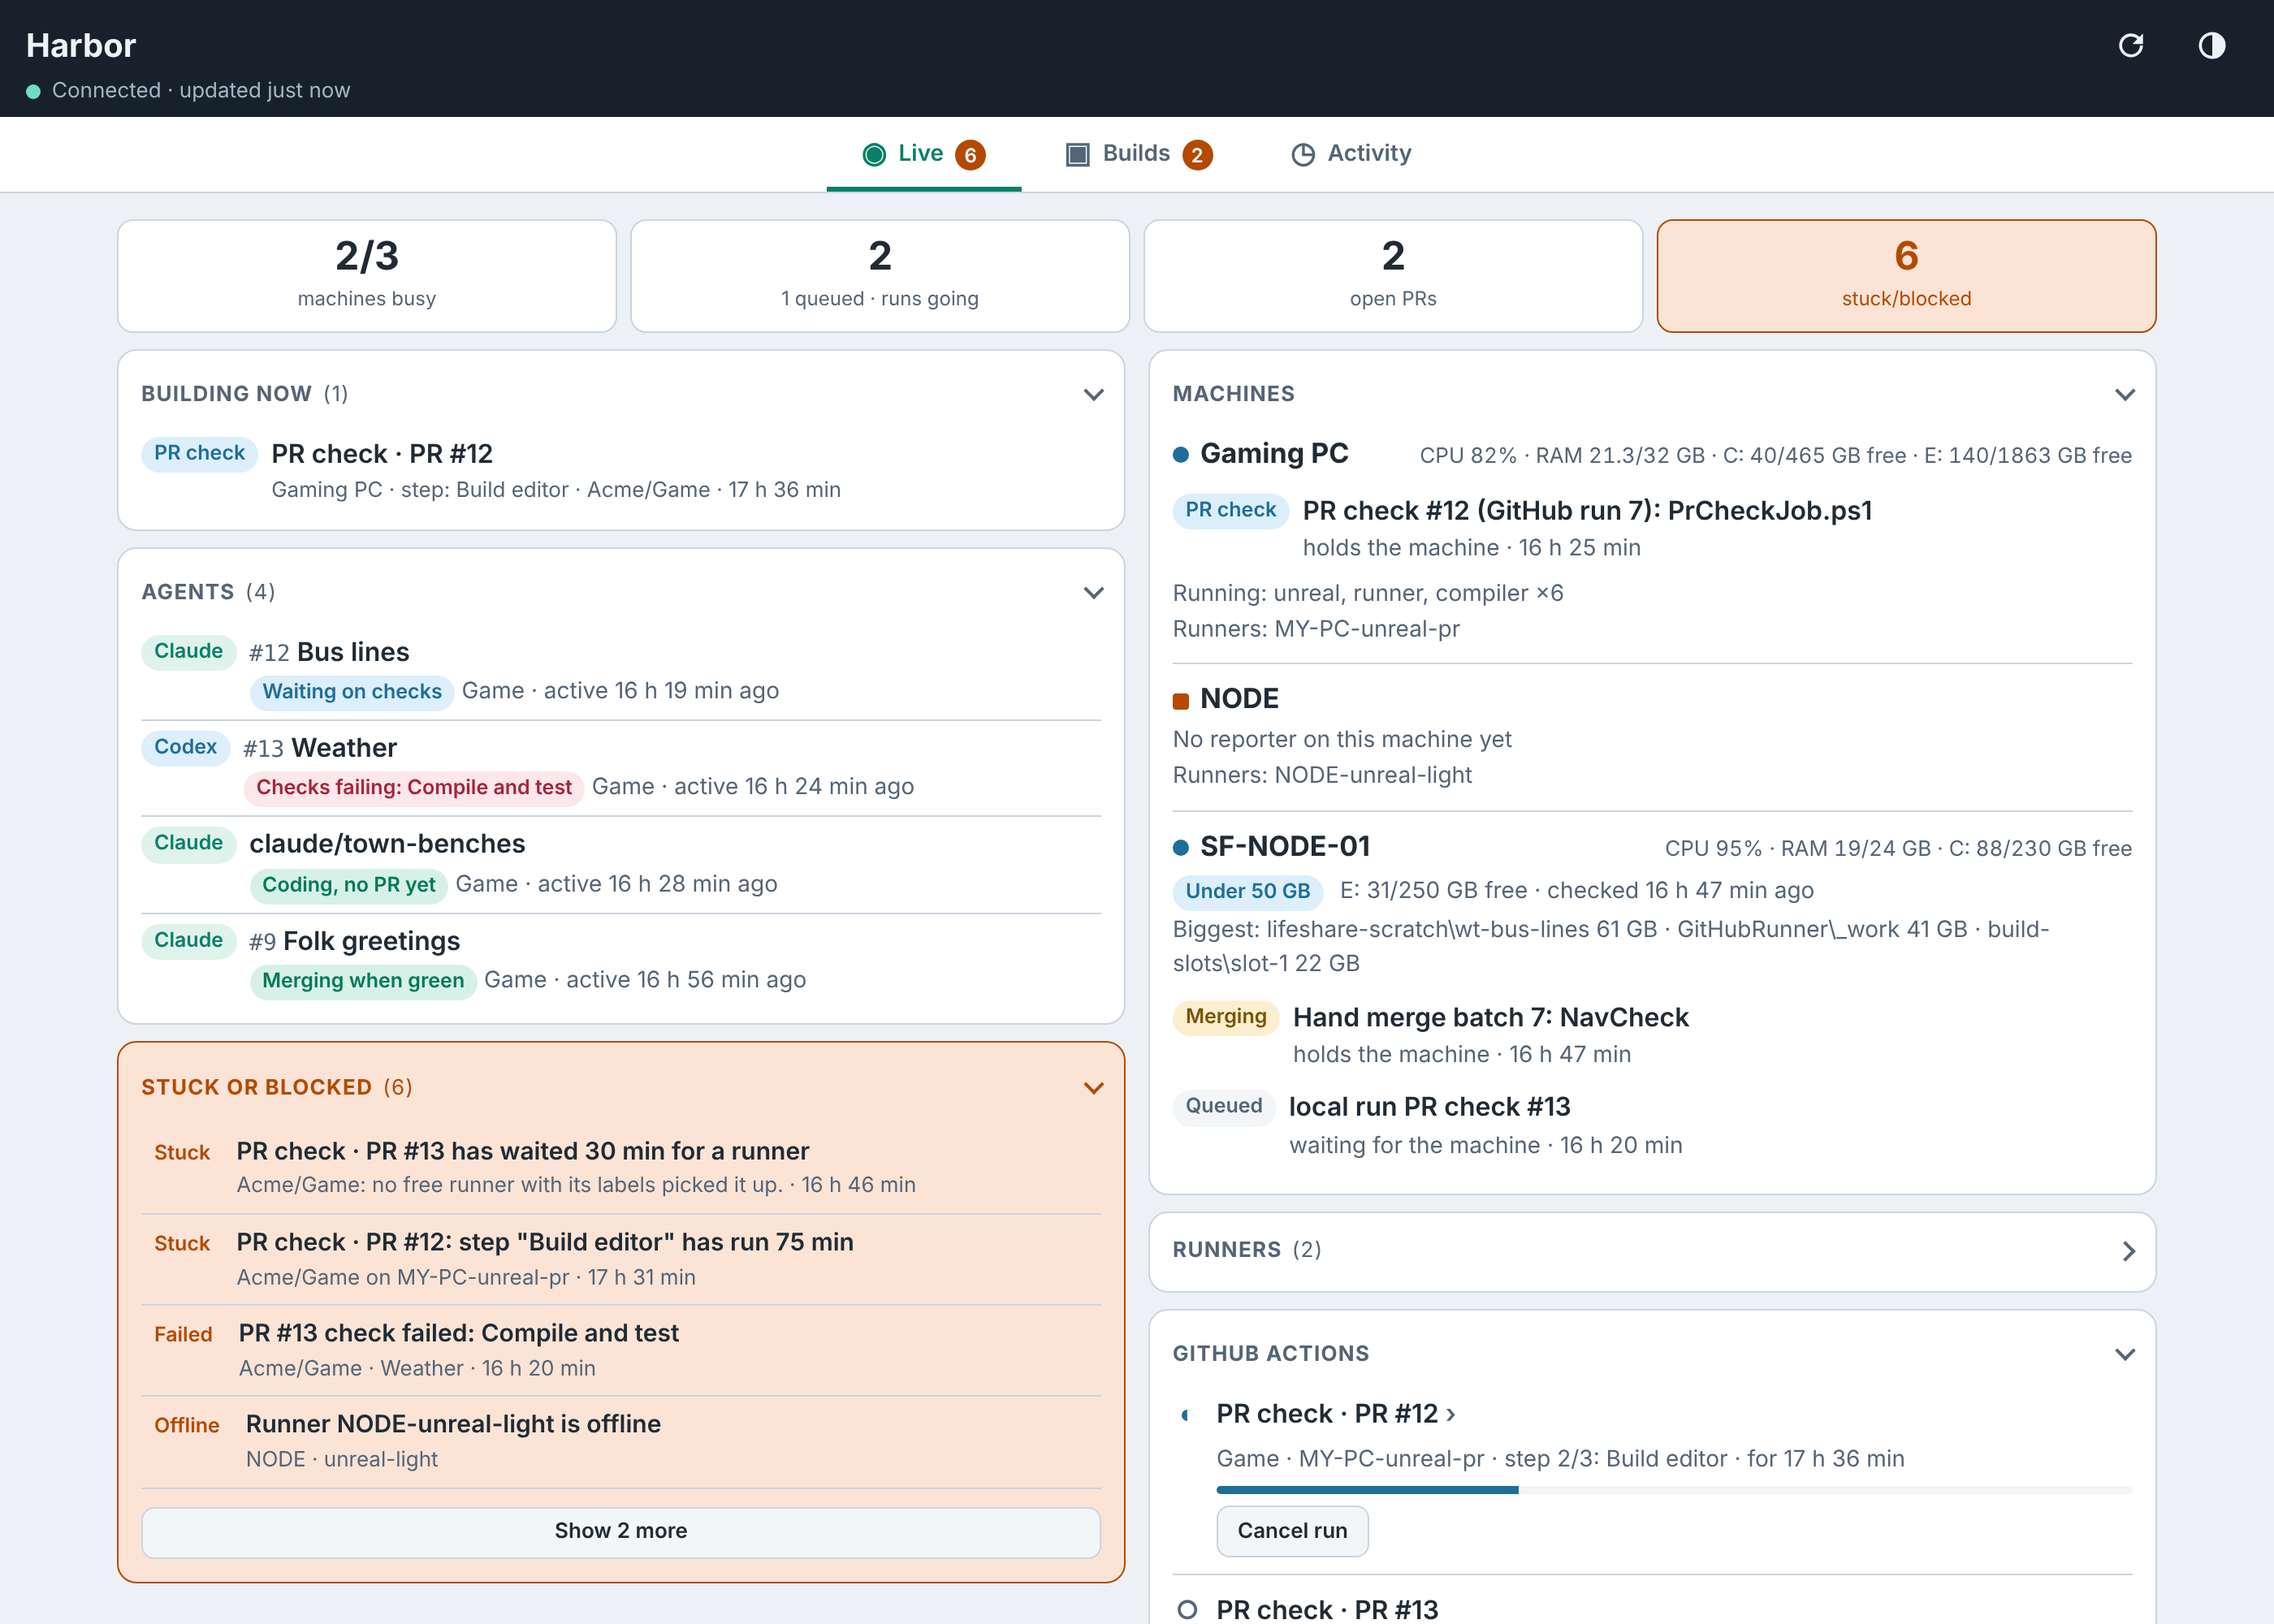 Harbor
Connected · updated just now
Live 6
Builds 2
Activity
2/3
machines busy
2
1 queued · runs going
2
open PRs
6
stuck/blocked
BUILDING NOW (1)
PR check PR check · PR #12
Gaming PC · step: Build editor · Acme/Game · 17 h 36 min
AGENTS (4)
Claude #12 Bus lines
Waiting on checks Game · active 16 h 19 min ago
Codex #13 Weather
Checks failing: Compile and test Game · active 16 h 24 min ago
Claude claude/town-benches
Coding, no PR yet Game · active 16 h 28 min ago
Claude #9 Folk greetings
Merging when green Game · active 16 h 56 min ago
STUCK OR BLOCKED (6)
Stuck PR check · PR #13 has waited 30 min for a runner
Acme/Game: no free runner with its labels picked it up. · 16 h 46 min
Stuck PR check · PR #12: step "Build editor" has run 75 min
Acme/Game on MY-PC-unreal-pr · 17 h 31 min
Failed PR #13 check failed: Compile and test
Acme/Game · Weather · 16 h 20 min
Offline Runner NODE-unreal-light is offline
NODE · unreal-light
Show 2 more
MACHINES
Gaming PC CPU 82% · RAM 21.3/32 GB · C: 40/465 GB free · E: 140/1863 GB free
PR check PR check #12 (GitHub run 7): PrCheckJob.ps1
holds the machine · 16 h 25 min
Running: unreal, runner, compiler ×6
Runners: MY-PC-unreal-pr
NODE
No reporter on this machine yet
Runners: NODE-unreal-light
SF-NODE-01 CPU 95% · RAM 19/24 GB · C: 88/230 GB free
Under 50 GB E: 31/250 GB free · checked 16 h 47 min ago
Biggest: lifeshare-scratch\wt-bus-lines 61 GB · GitHubRunner\_work 41 GB · build-
slots\slot-1 22 GB
Merging Hand merge batch 7: NavCheck
holds the machine · 16 h 47 min
Queued local run PR check #13
waiting for the machine · 16 h 20 min
RUNNERS (2)
GITHUB ACTIONS
PR check · PR #12 ›
Game · MY-PC-unreal-pr · step 2/3: Build editor · for 17 h 36 min
Cancel run
PR check · PR #13